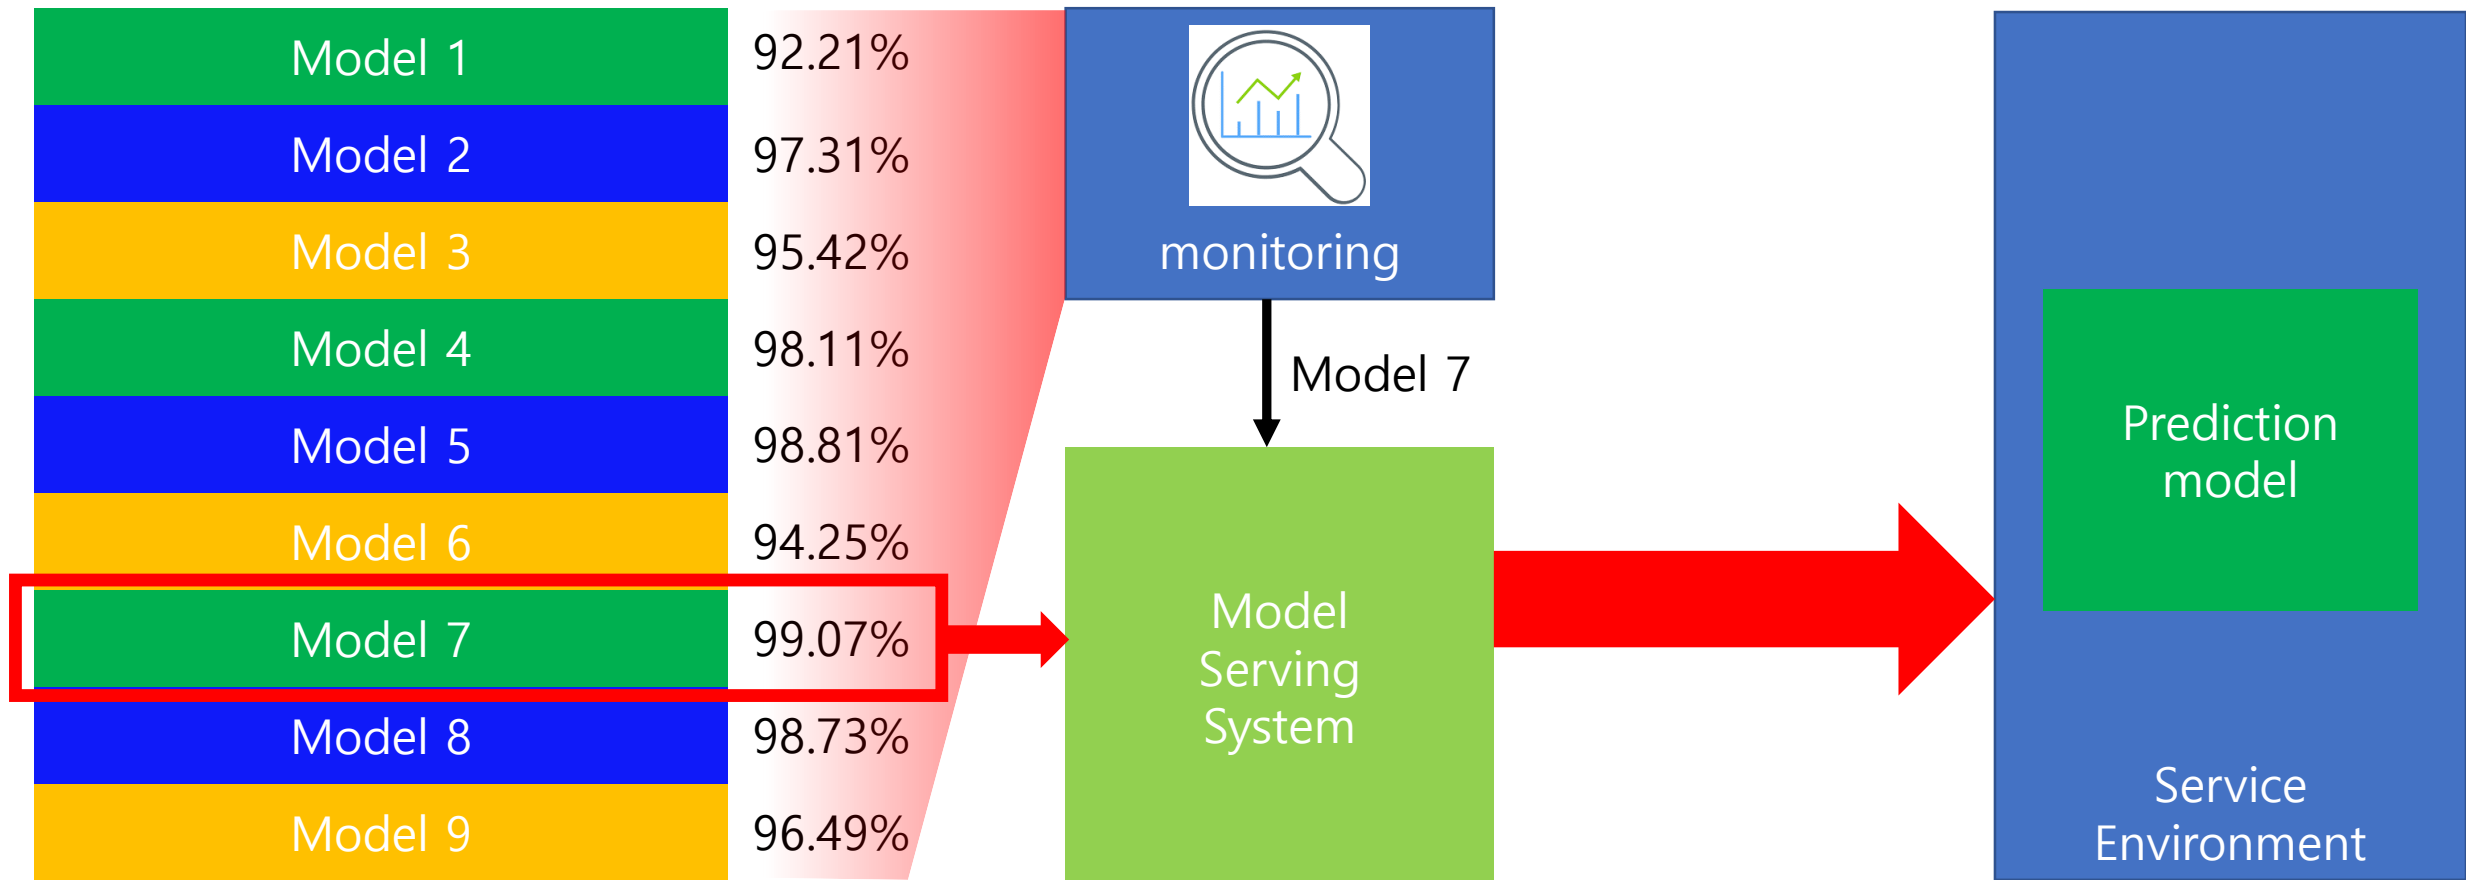 Model 1 92.21%
Model 2 97.31%
Model 3 95.42%
Model 4 98.11%
Model 5 98.81%
Model 6 94.25%
Model 7 99.07%
Model 8 98.73%
Model 9 96.49%
monitoring
Model 7
Model
Serving
System
Prediction
model
Service
Environment